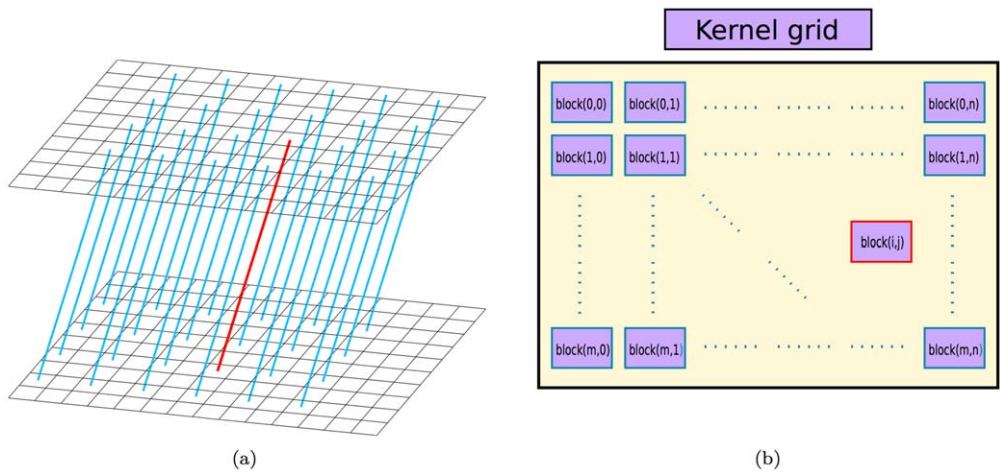 Kernel grid
block(0,0) block(0,1) block(0,n)
block(1,0) block(1,1) block(1,n)
block(i,j)
block(m,0) block(m,1) block(m,n)
(a) (b)